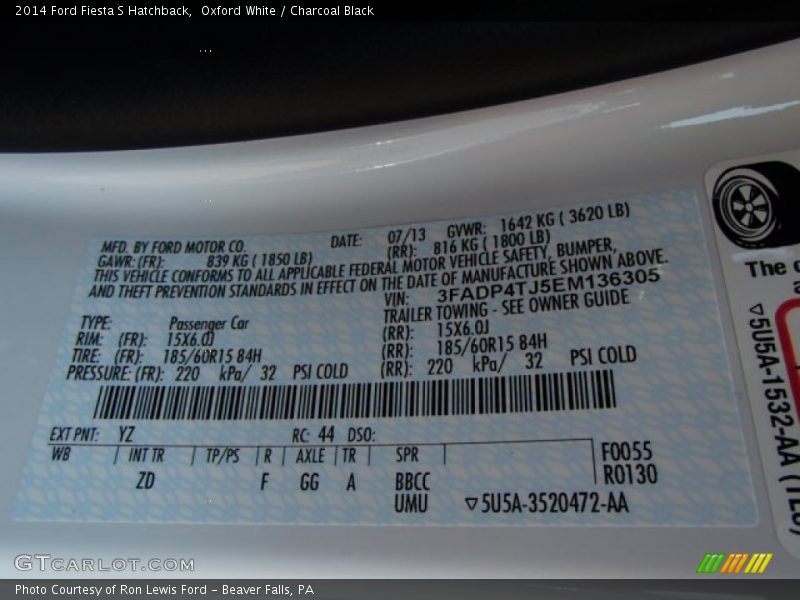 2014 Ford Fiesta S Hatchback, Oxford White / Charcoal Black
MFD. BY FORD MOTOR CO. DATE: 07/13 GVWR: 1642 KG ( 3620 LB)
GAWR: (FR): 839 KG ( 1850 LB) (RR): 816 KG ( 1800 LB)
THIS VEHICLE CONFORMS TO ALL APPLICABLE FEDERAL MOTOR VEHICLE SAFETY, BUMPER,
AND THEFT PREVENTION STANDARDS IN EFFECT ON THE DATE OF MANUFACTURE SHOWN ABOVE.
VIN: 3FADP4TJ5EM136305
TRAILER TOWING - SEE OWNER GUIDE
TYPE: Passenger Car
RIM: (FR): 15X6.0J (RR): 15X6.0J
TIRE: (FR): 185/60R15 84H (RR): 185/60R15 84H
PRESSURE: (FR): 220 kPa/ 32 PSI COLD (RR): 220 kPa/ 32 PSI COLD
EXT PNT: YZ RC: 44 DSO:
WB INT TR TP/PS R AXLE TR SPR F0055
ZD F GG A BBCC R0130
UMU 5U5A-3520472-AA
The
5U5A-1532-AA
GTCARLOT.COM
Photo Courtesy of Ron Lewis Ford - Beaver Falls, PA